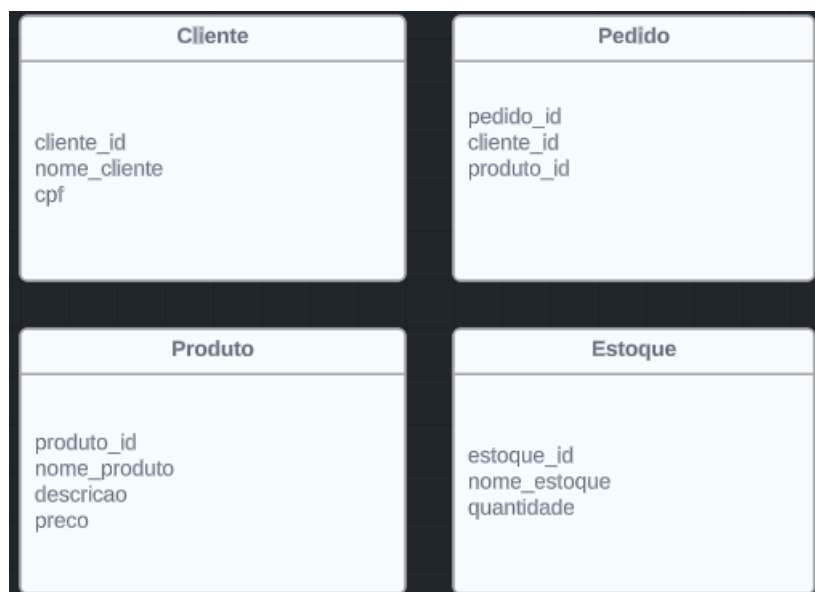 Cliente
cliente_id
nome_cliente
cpf
Pedido
pedido_id
cliente_id
produto_id
Produto
produto_id
nome_produto
descricao
preco
Estoque
estoque_id
nome_estoque
quantidade